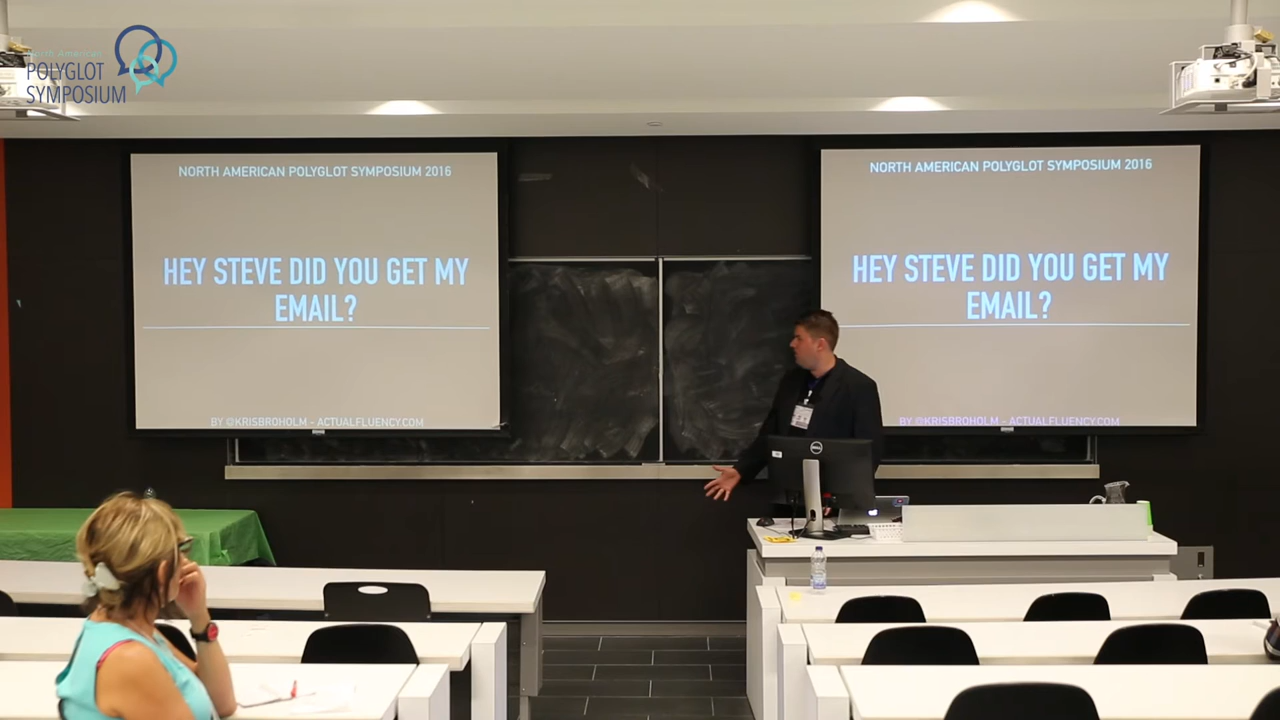 North American
POLYGLOT
SYMPOSIUM
NORTH AMERICAN POLYGLOT SYMPOSIUM 2016
HEY STEVE DID YOU GET MY
EMAIL?
BY @KRISBROHOLM - ACTUALFLUENCY.COM
NORTH AMERICAN POLYGLOT SYMPOSIUM 2016
HEY STEVE DID YOU GET MY
EMAIL?
BY @KRISBROHOLM - ACTUALFLUENCY.COM
DELL